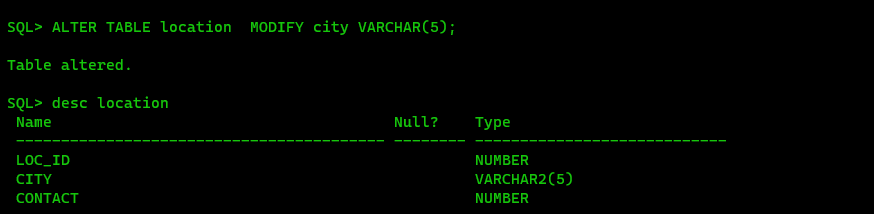 SQL> ALTER TABLE location  MODIFY city VARCHAR(5);
Table altered.
SQL> desc location
 Name                                      Null?    Type
 ----------------------------------------- -------- ----------------------------
 LOC_ID                                             NUMBER
 CITY                                               VARCHAR2(5)
 CONTACT                                            NUMBER